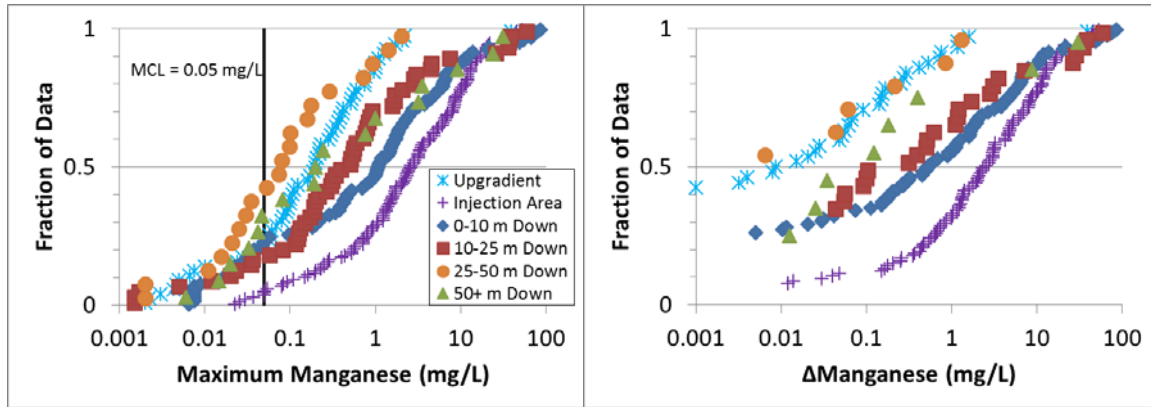 1
0.5
0
Fraction of Data
MCL = 0.05 mg/L
Upgradient
Injection Area
0-10 m Down
10-25 m Down
25-50 m Down
50+ m Down
0.001 0.01 0.1 1 10 100
Maximum Manganese (mg/L)
1
0.5
0
Fraction of Data
0.001 0.01 0.1 1 10 100
ΔManganese (mg/L)